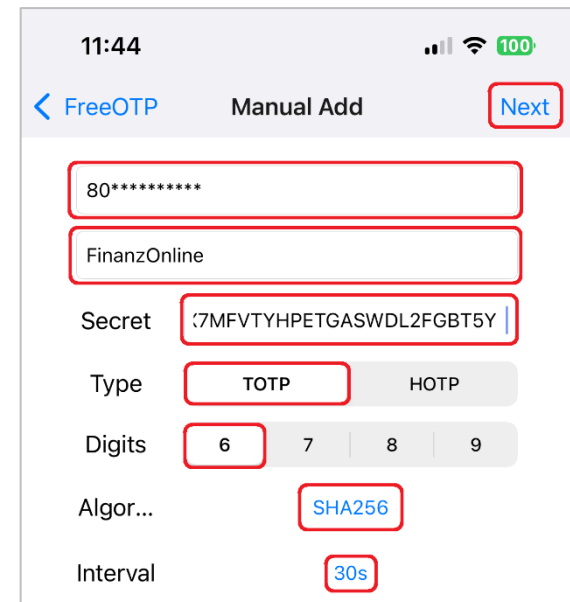 11:44 100
FreeOTP Manual Add Next
80**********
FinanzOnline
Secret 7MFVTYHPETGASWDL2FGBT5Y
Type TOTP HOTP
Digits 6 7 8 9
Algor... SHA256
Interval 30s